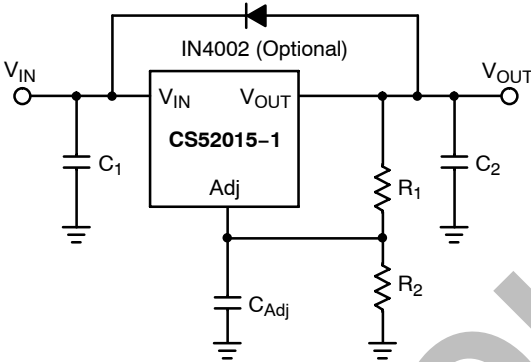 IN4002 (Optional)
VIN
VOUT
VIN
VOUT
CS52015−1
C1
Adj
R1
C2
CAdj
R2